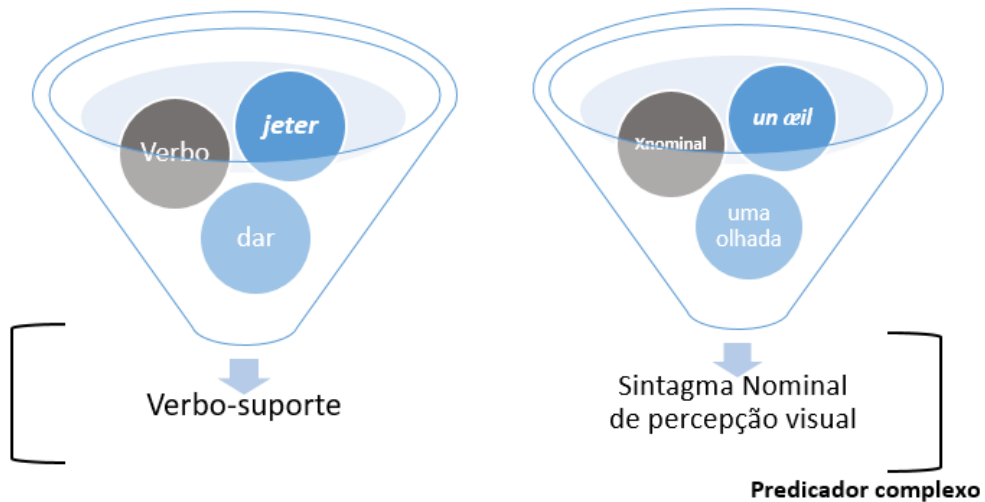 Verbo
jeter
dar
Verbo-suporte
Xnominal
un œil
uma
olhada
Sintagma Nominal
de percepção visual
Predicador complexo